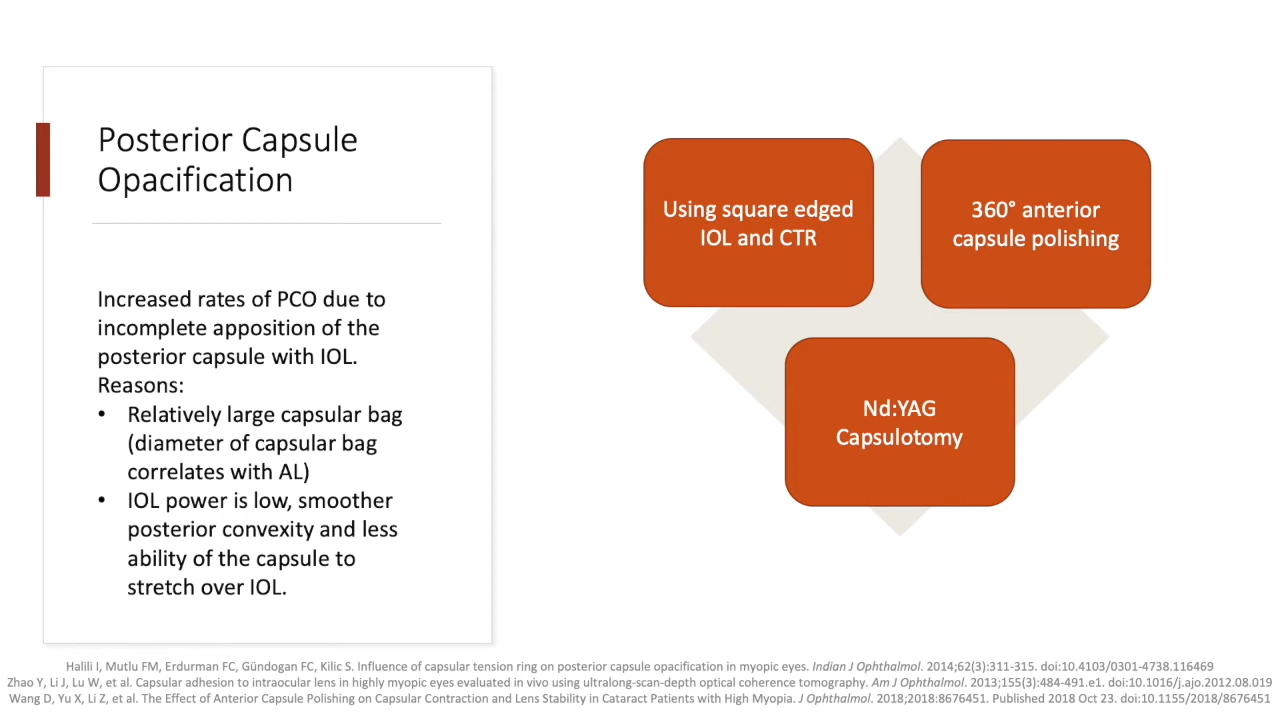 Posterior Capsule
Opacification
Increased rates of PCO due to
incomplete apposition of the
posterior capsule with IOL.
Reasons:
• Relatively large capsular bag
(diameter of capsular bag
correlates with AL)
• IOL power is low, smoother
posterior convexity and less
ability of the capsule to
stretch over IOL.
Using square edged
IOL and CTR
360° anterior
capsule polishing
Nd:YAG
Capsulotomy
Halili I, Mutlu FM, Erdurman FC, Gündogan FC, Kilic S. Influence of capsular tension ring on posterior capsule opacification in myopic eyes. Indian J Ophthalmol. 2014;62(3):311-315. doi:10.4103/0301-4738.116469
Zhao Y, Li J, Lu W, et al. Capsular adhesion to intraocular lens in highly myopic eyes evaluated in vivo using ultralong-scan-depth optical coherence tomography. Am J Ophthalmol. 2013;155(3):484-491.e1. doi:10.1016/j.ajo.2012.08.019
Wang D, Yu X, Li Z, et al. The Effect of Anterior Capsule Polishing on Capsular Contraction and Lens Stability in Cataract Patients with High Myopia. J Ophthalmol. 2018;2018:8676451. Published 2018 Oct 23. doi:10.1155/2018/8676451